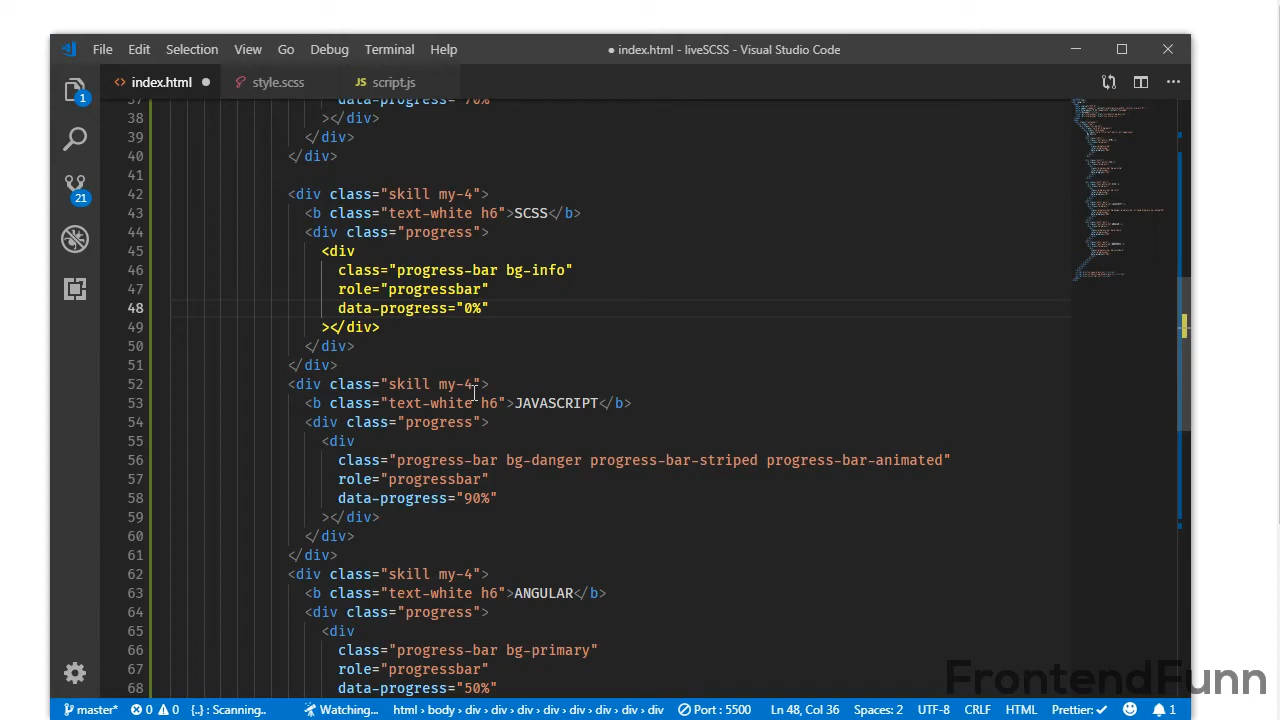 File Edit Selection View Go Debug Terminal Help
● index.html - liveSCSS - Visual Studio Code
1
<> index.html ●
style.scss
JS script.js
37 data-progress="70%"
38 ></div>
39 </div>
40 </div>
41
42 <div class="skill my-4">
43 <b class="text-white h6">SCSS</b>
44 <div class="progress">
45 <div
46 class="progress-bar bg-info"
47 role="progressbar"
48 data-progress="0%"
49 ></div>
50 </div>
51 </div>
52 <div class="skill my-4">
53 <b class="text-white h6">JAVASCRIPT</b>
54 <div class="progress">
55 <div
56 class="progress-bar bg-danger progress-bar-striped progress-bar-animated"
57 role="progressbar"
58 data-progress="90%"
59 ></div>
60 </div>
61 </div>
62 <div class="skill my-4">
63 <b class="text-white h6">ANGULAR</b>
64 <div class="progress">
65 <div
66 class="progress-bar bg-primary"
67 role="progressbar"
68 data-progress="50%"
21
FrontendFunn
master* 0 0 {..} : Scanning.. Watching... html › body › div › div › div › div › div › div › div Port : 5500 Ln 48, Col 36 Spaces: 2 UTF-8 CRLF HTML Prettier: ✓ 1